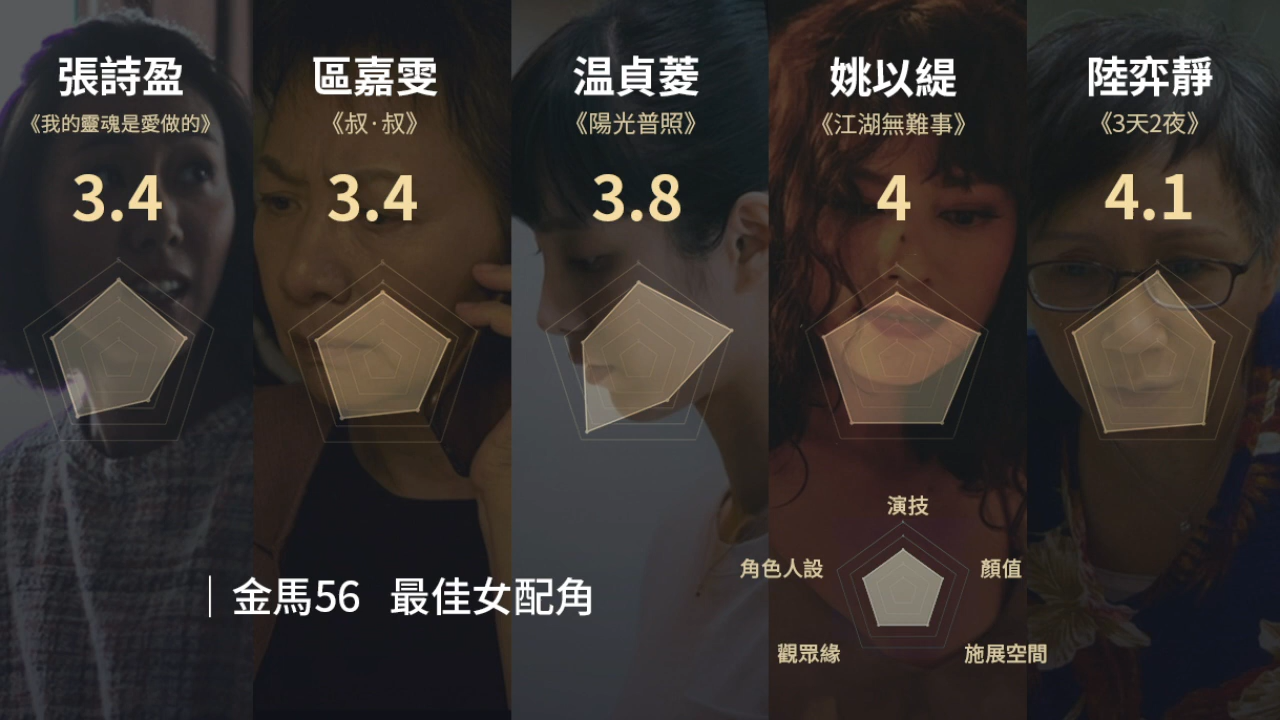 張詩盈
《我的靈魂是愛做的》
3.4
區嘉雯
《叔·叔》
3.4
温貞菱
《陽光普照》
3.8
姚以緹
《江湖無難事》
4
陸弈靜
《3天2夜》
4.1
演技
角色人設
顏值
觀眾緣
施展空間
金馬56 最佳女配角